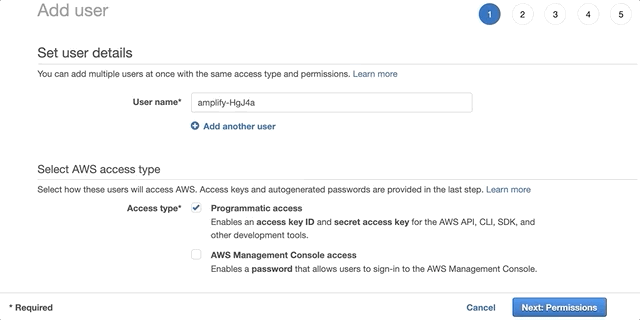 Add user
1 2 3 4 5
Set user details
You can add multiple users at once with the same access type and permissions. Learn more
User name* amplify-HgJ4a
Add another user
Select AWS access type
Select how these users will access AWS. Access keys and autogenerated passwords are provided in the last step. Learn more
Access type* Programmatic access
Enables an access key ID and secret access key for the AWS API, CLI, SDK, and
other development tools.
AWS Management Console access
Enables a password that allows users to sign-in to the AWS Management Console.
* Required Cancel Next: Permissions